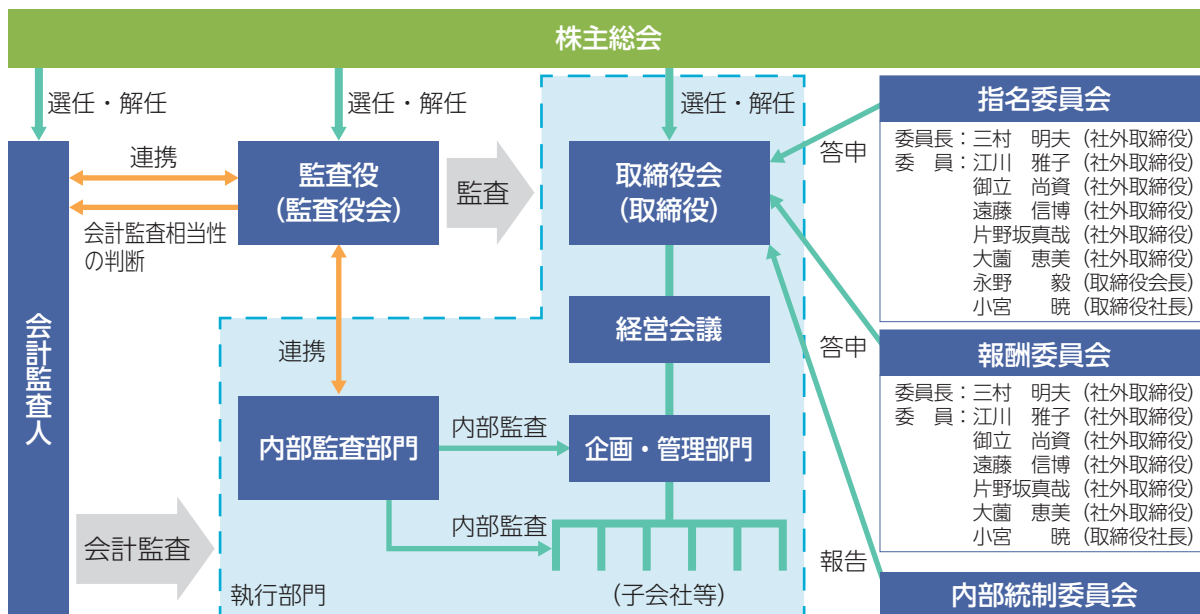 株主総会
選任・解任
選任・解任
選任・解任
会計監査人
連携
会計監査相当性
の判断
監査役
(監査役会)
監査
取締役会
(取締役)
経営会議
連携
内部監査部門
内部監査
企画・管理部門
内部監査
会計監査
執行部門
(子会社等)
答申
指名委員会
委員長:三村 明夫(社外取締役)
委 員:江川 雅子(社外取締役)
御立 尚資(社外取締役)
遠藤 信博(社外取締役)
片野坂真哉(社外取締役)
大薗 恵美(社外取締役)
永野 毅(取締役会長)
小宮 暁(取締役社長)
答申
報酬委員会
委員長:三村 明夫(社外取締役)
委 員:江川 雅子(社外取締役)
御立 尚資(社外取締役)
遠藤 信博(社外取締役)
片野坂真哉(社外取締役)
大薗 恵美(社外取締役)
小宮 暁(取締役社長)
報告
内部統制委員会